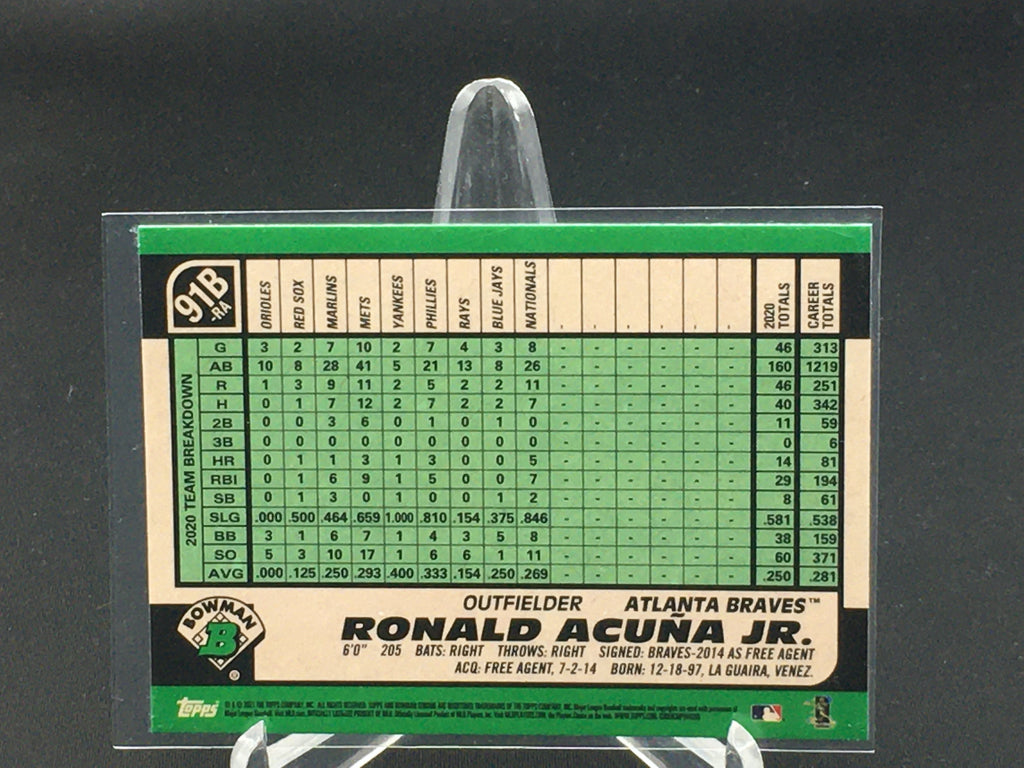 91B
-RA
ORIOLES RED SOX MARLINS METS YANKEES PHILLIES RAYS BLUE JAYS NATIONALS - - - - - - 2020 TOTALS CAREER TOTALS
2020 TEAM BREAKDOWN
G 3 2 7 10 2 7 4 3 8 - - - - - - 46 313
AB 10 8 28 41 5 21 13 8 26 - - - - - - 160 1219
R 1 3 9 11 2 5 2 2 11 - - - - - - 46 251
H 0 1 7 12 2 7 2 2 7 - - - - - - 40 342
2B 0 0 3 6 0 1 0 1 0 - - - - - - 11 59
3B 0 0 0 0 0 0 0 0 0 - - - - - - 0 6
HR 0 1 1 3 1 3 0 0 5 - - - - - - 14 81
RBI 0 1 6 9 1 5 0 0 7 - - - - - - 29 194
SB 0 1 3 0 1 0 0 1 2 - - - - - - 8 61
SLG .000 .500 .464 .659 1.000 .810 .154 .375 .846 - - - - - - .581 .538
BB 3 1 6 7 1 4 3 5 8 - - - - - - 38 159
SO 5 3 10 17 1 6 6 1 11 - - - - - - 60 371
AVG .000 .125 .250 .293 .400 .333 .154 .250 .269 - - - - - - .250 .281
BOWMAN
B
®
OUTFIELDER ATLANTA BRAVES™
RONALD ACUÑA JR.
6'0" 205 BATS: RIGHT THROWS: RIGHT SIGNED: BRAVES-2014 AS FREE AGENT
ACQ: FREE AGENT, 7-2-14 BORN: 12-18-97, LA GUAIRA, VENEZ.
Topps